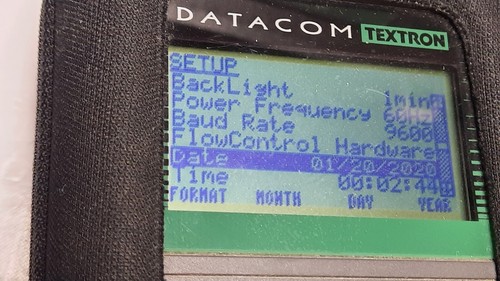 DATACOM TEXTRON
SETUP
BackLight 1min
Power Frequency 60Hz
Baud Rate 9600
FlowControl Hardware
Date 01/20/2020
Time 00:02:44
FORMAT MONTH DAY YEAR